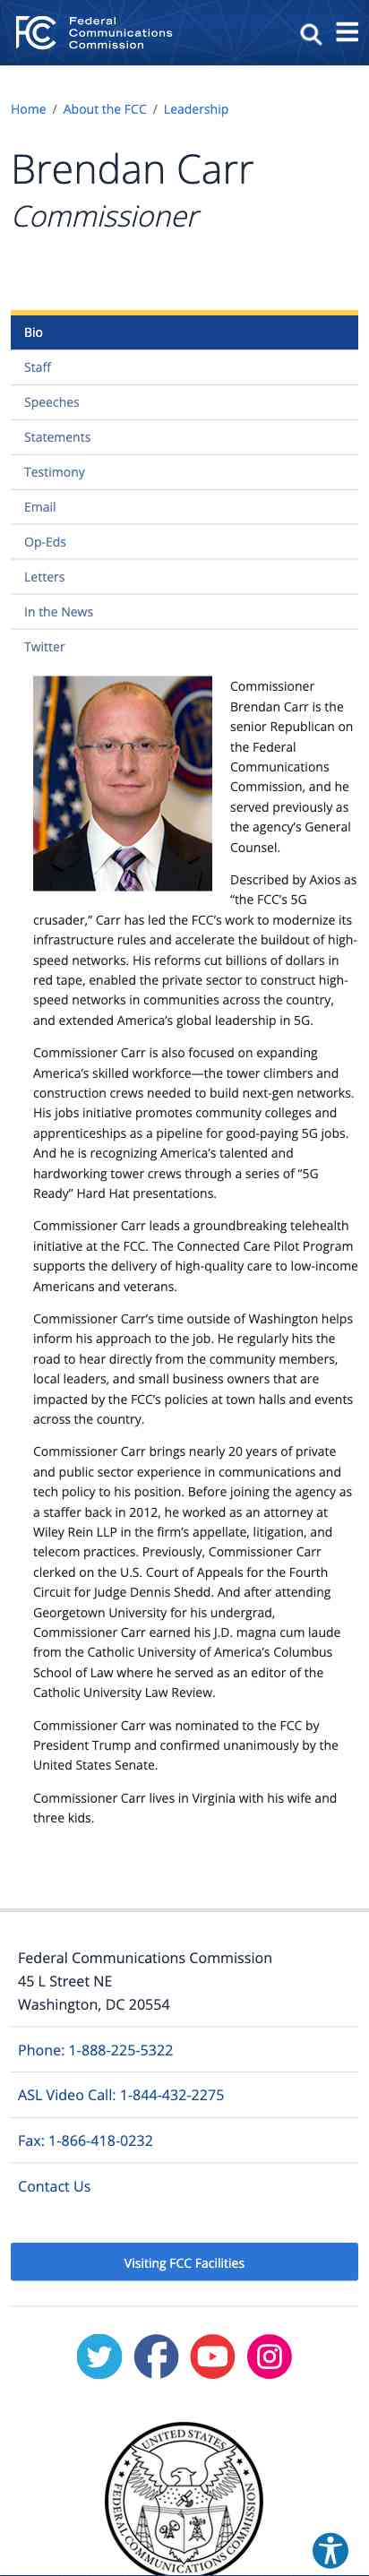 Federal
Communications
Commission
Home / About the FCC / Leadership
Brendan Carr
Commissioner
Bio
Staff
Speeches
Statements
Testimony
Email
Op-Eds
Letters
In the News
Twitter
Commissioner
Brendan Carr is the
senior Republican on
the Federal
Communications
Commission, and he
served previously as
the agency’s General
Counsel.
Described by Axios as
“the FCC’s 5G
crusader,” Carr has led the FCC’s work to modernize its
infrastructure rules and accelerate the buildout of high-
speed networks. His reforms cut billions of dollars in
red tape, enabled the private sector to construct high-
speed networks in communities across the country,
and extended America’s global leadership in 5G.
Commissioner Carr is also focused on expanding
America’s skilled workforce—the tower climbers and
construction crews needed to build next-gen networks.
His jobs initiative promotes community colleges and
apprenticeships as a pipeline for good-paying 5G jobs.
And he is recognizing America’s talented and
hardworking tower crews through a series of “5G
Ready” Hard Hat presentations.
Commissioner Carr leads a groundbreaking telehealth
initiative at the FCC. The Connected Care Pilot Program
supports the delivery of high-quality care to low-income
Americans and veterans.
Commissioner Carr’s time outside of Washington helps
inform his approach to the job. He regularly hits the
road to hear directly from the community members,
local leaders, and small business owners that are
impacted by the FCC’s policies at town halls and events
across the country.
Commissioner Carr brings nearly 20 years of private
and public sector experience in communications and
tech policy to his position. Before joining the agency as
a staffer back in 2012, he worked as an attorney at
Wiley Rein LLP in the firm’s appellate, litigation, and
telecom practices. Previously, Commissioner Carr
clerked on the U.S. Court of Appeals for the Fourth
Circuit for Judge Dennis Shedd. And after attending
Georgetown University for his undergrad,
Commissioner Carr earned his J.D. magna cum laude
from the Catholic University of America’s Columbus
School of Law where he served as an editor of the
Catholic University Law Review.
Commissioner Carr was nominated to the FCC by
President Trump and confirmed unanimously by the
United States Senate.
Commissioner Carr lives in Virginia with his wife and
three kids.
Federal Communications Commission
45 L Street NE
Washington, DC 20554
Phone: 1-888-225-5322
ASL Video Call: 1-844-432-2275
Fax: 1-866-418-0232
Contact Us
Visiting FCC Facilities
UNITED STATES
FEDERAL COMMUNICATIONS COMMISSION